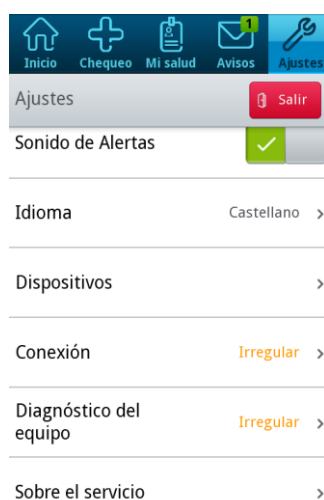 1
Inicio Chequeo Mi salud Avisos Ajustes
Ajustes Salir
Sonido de Alertas
Idioma Castellano
Dispositivos
Conexión Irregular
Diagnóstico del
equipo Irregular
Sobre el servicio